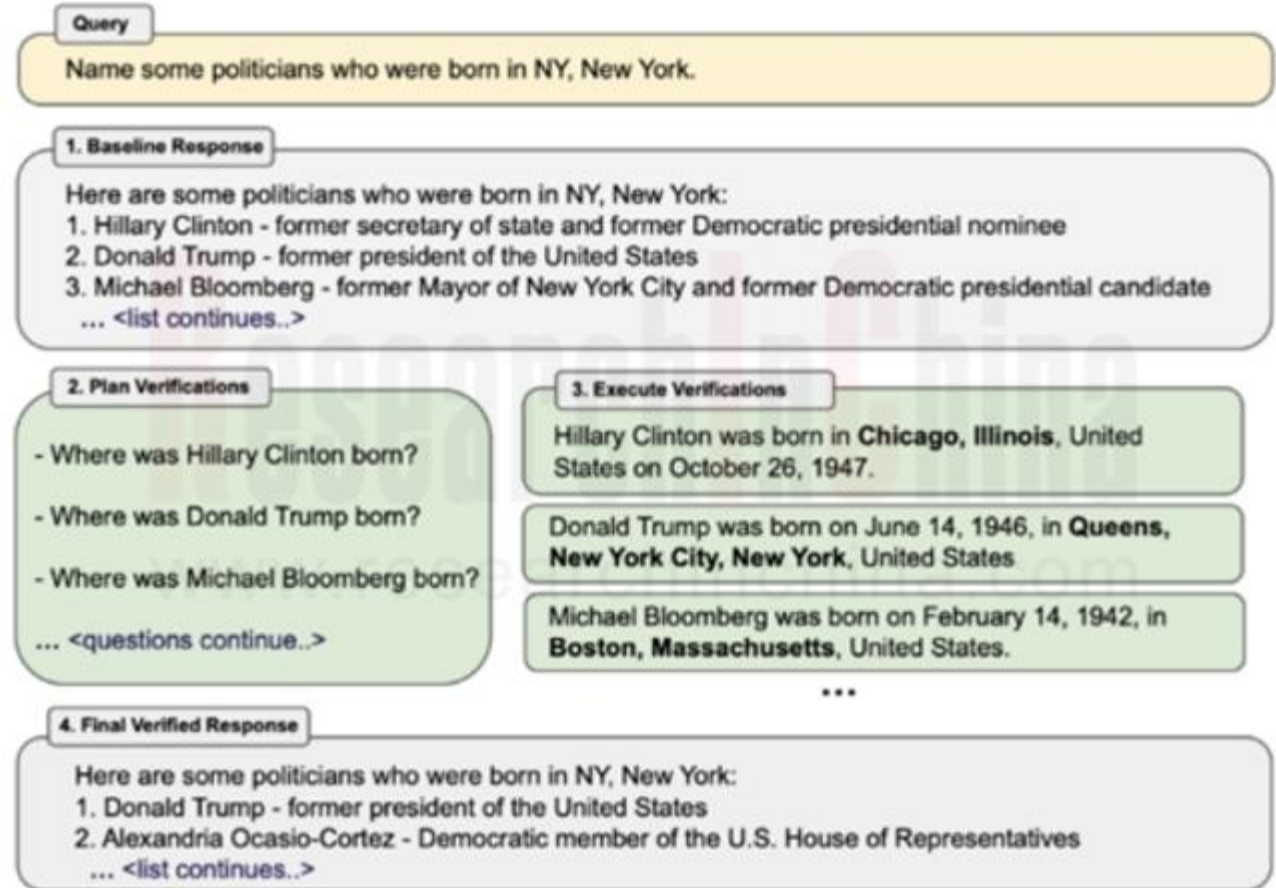 Query
Name some politicians who were born in NY, New York.
1. Baseline Response
Here are some politicians who were born in NY, New York:
1. Hillary Clinton - former secretary of state and former Democratic presidential nominee
2. Donald Trump - former president of the United States
3. Michael Bloomberg - former Mayor of New York City and former Democratic presidential candidate
... <list continues..>
2. Plan Verifications
- Where was Hillary Clinton born?
- Where was Donald Trump born?
- Where was Michael Bloomberg born?
... <questions continue..>
3. Execute Verifications
Hillary Clinton was born in Chicago, Illinois, United
States on October 26, 1947.
Donald Trump was born on June 14, 1946, in Queens,
New York City, New York, United States
Michael Bloomberg was born on February 14, 1942, in
Boston, Massachusetts, United States.
...
4. Final Verified Response
Here are some politicians who were born in NY, New York:
1. Donald Trump - former president of the United States
2. Alexandria Ocasio-Cortez - Democratic member of the U.S. House of Representatives
... <list continues..>
ResearchInChina